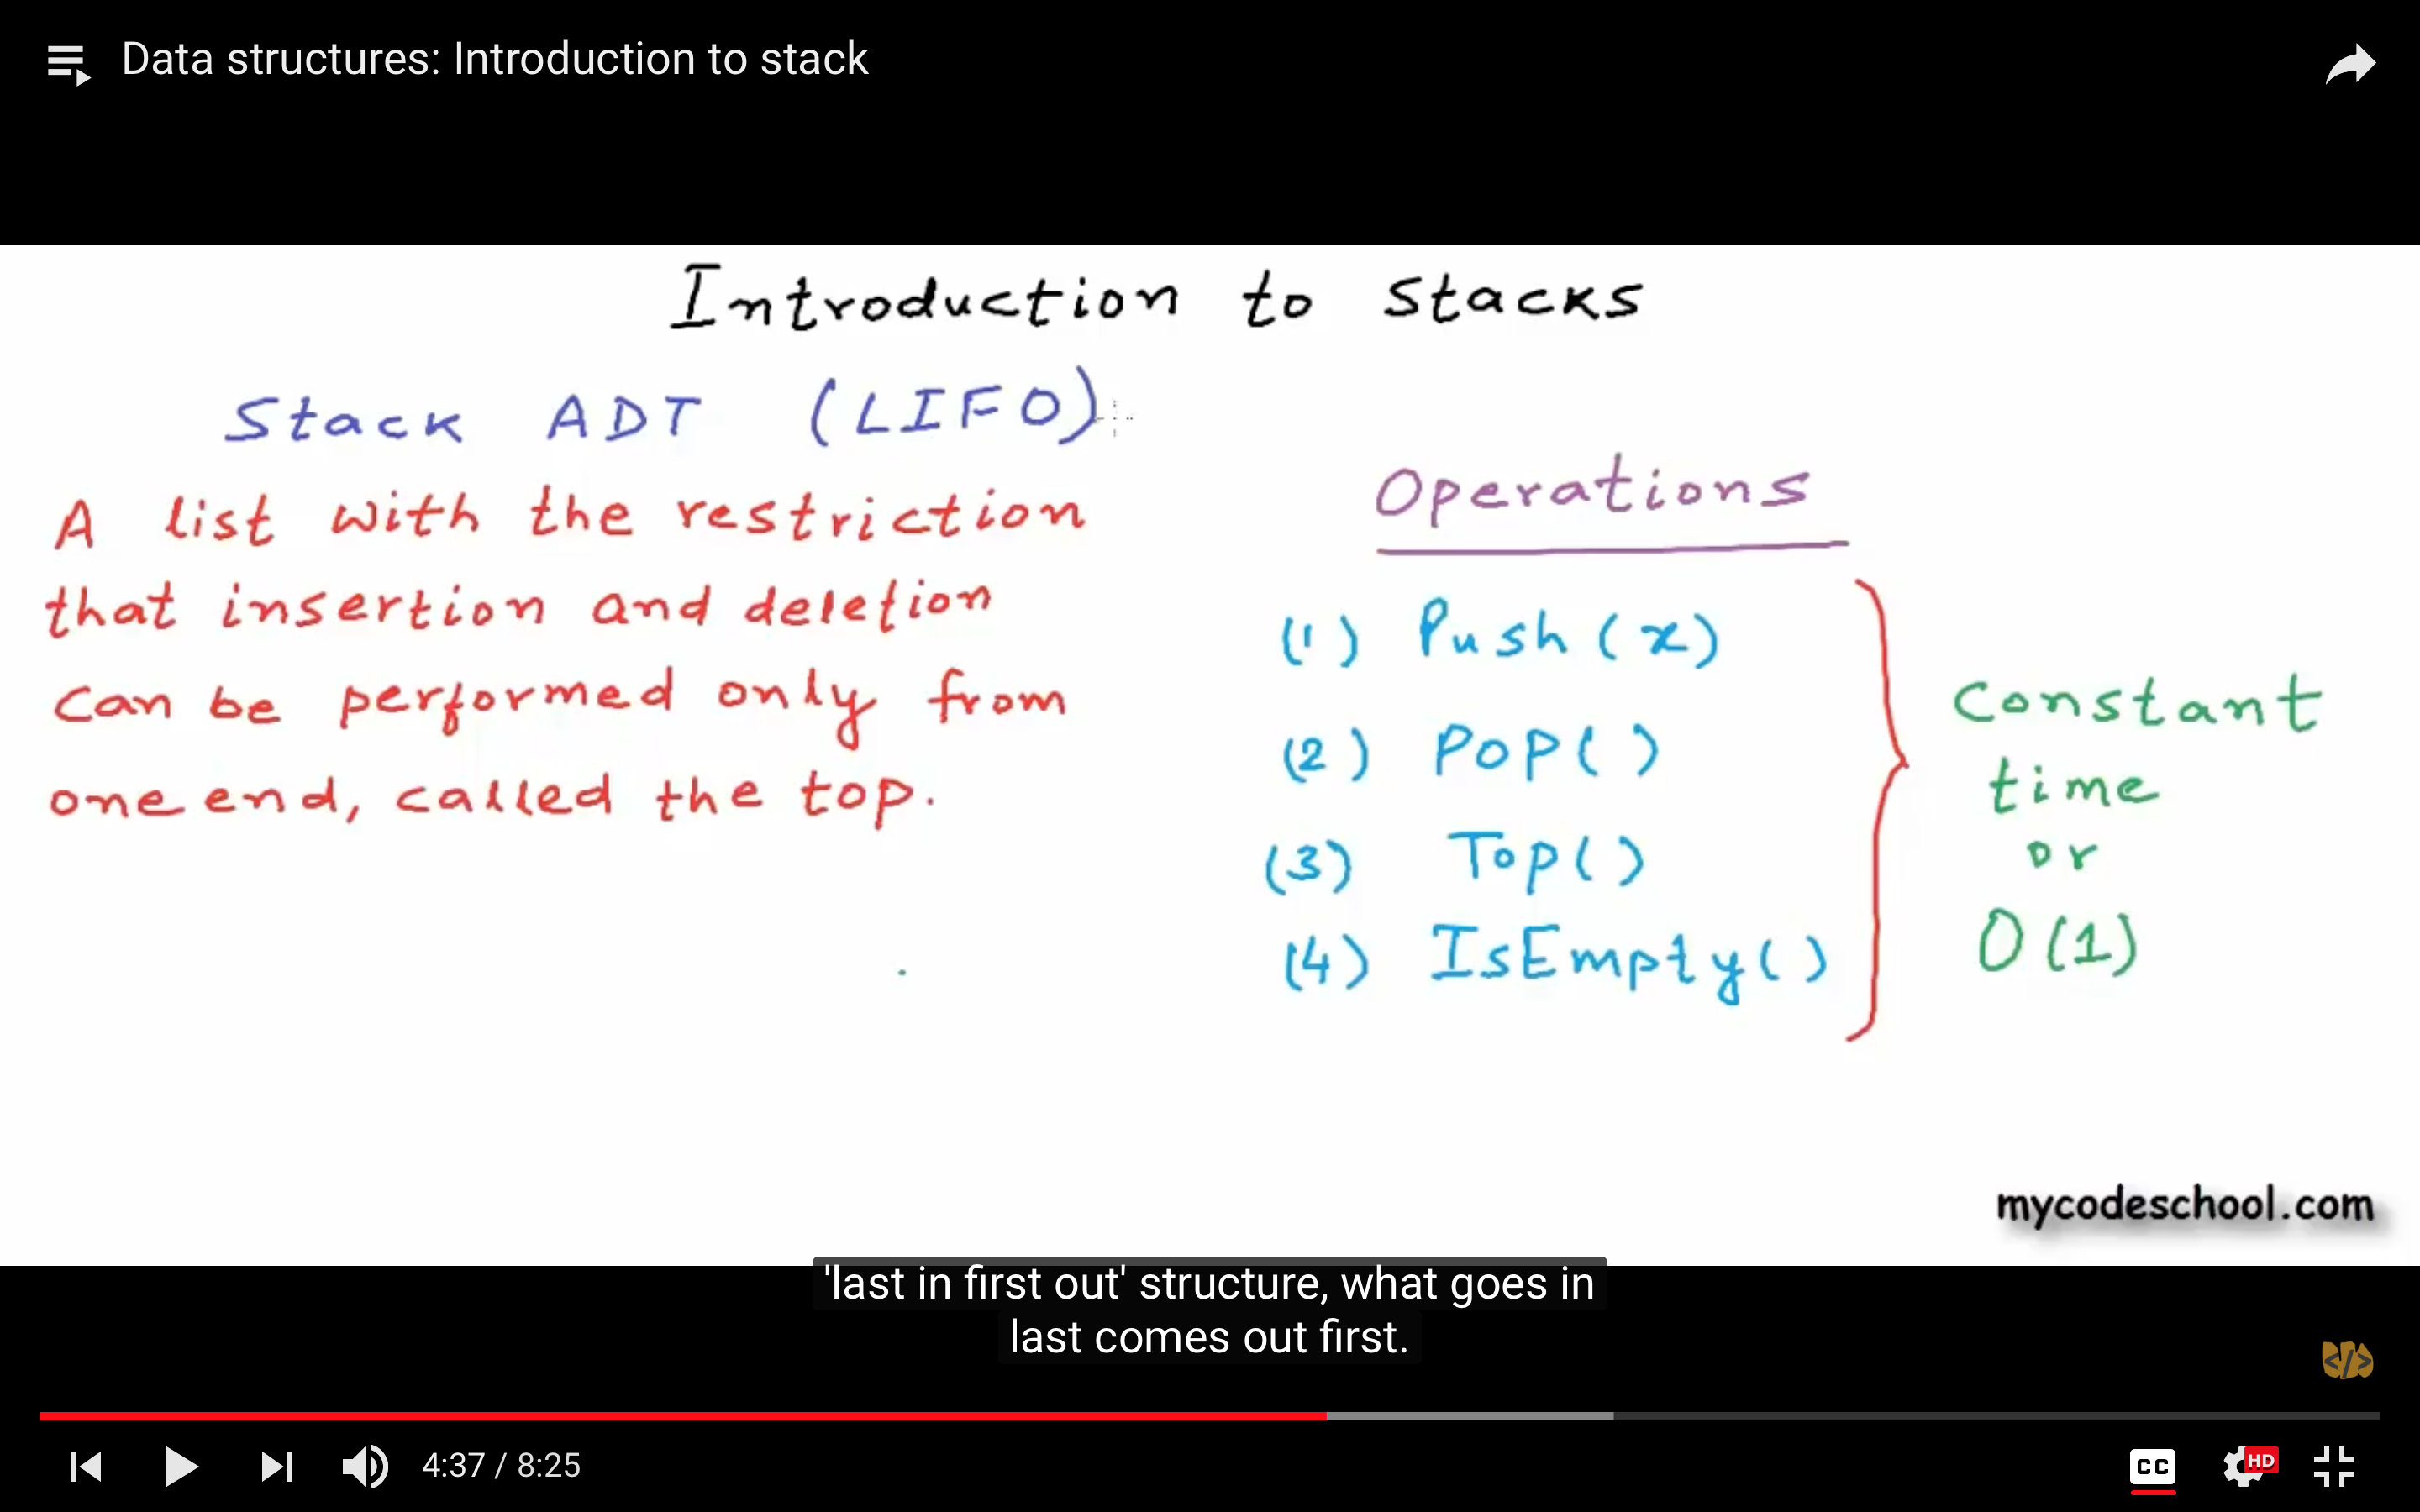 Data structures: Introduction to stack
Introduction to stacks
Stack ADT (LIFO)
A list with the restriction
that insertion and deletion
can be performed only from
one end, called the top.
Operations
(1) Push(x)
(2) Pop()
(3) Top()
(4) IsEmpty()
Constant
time
or
O(1)
mycodeschool.com
'last in first out' structure, what goes in
last comes out first.
</>
4:37 / 8:25
CC
HD